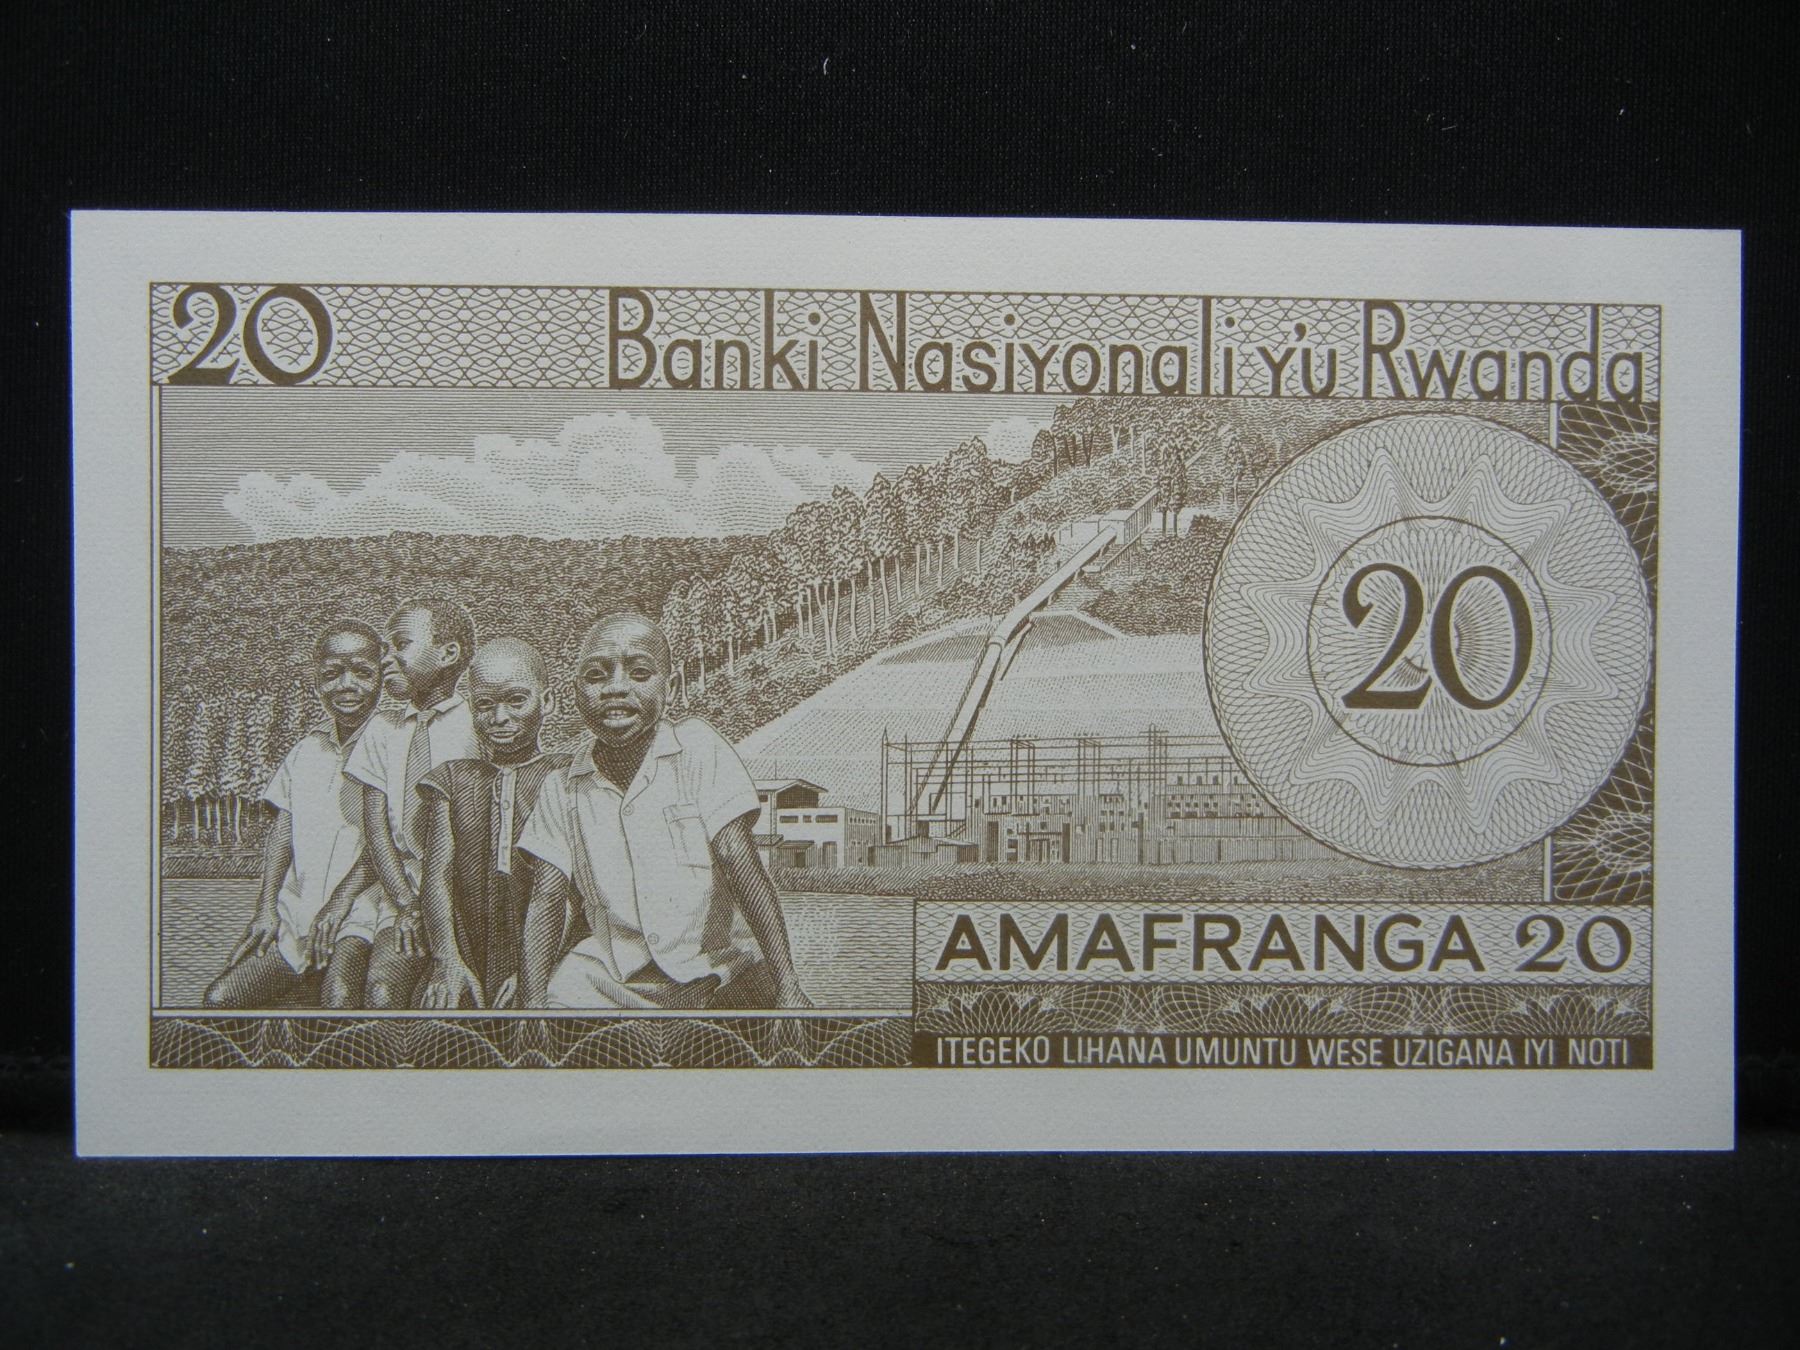 20 Banki Nasiyonali y'u Rwanda
20
AMAFRANGA 20
ITEGEKO LIHANA UMUNTU WESE UZIGANA IYI NOTI